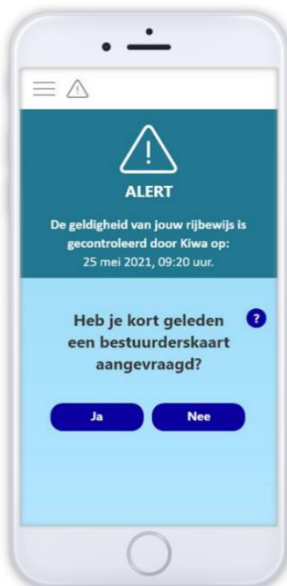 ALERT
De geldigheid van jouw rijbewijs is
gecontroleerd door Kiwa op:
25 mei 2021, 09:20 uur.
Heb je kort geleden ?
een bestuurderskaart
aangevraagd?
Ja Nee